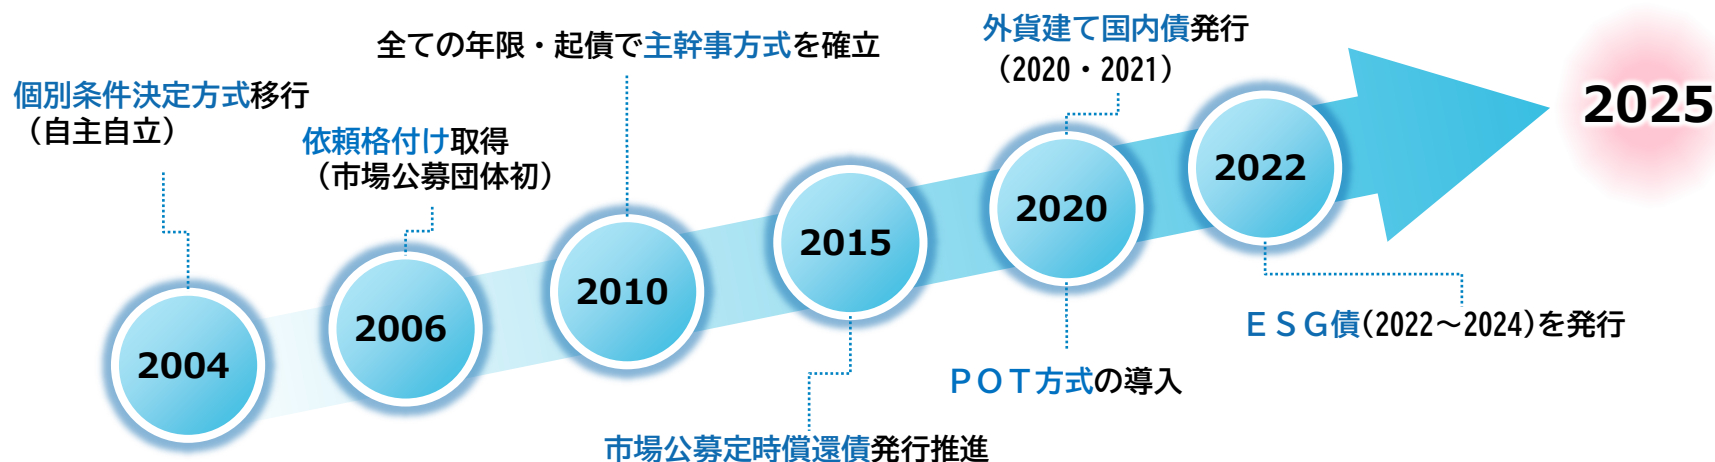 個別条件決定方式移行
（自主自立）
2004
依頼格付け取得
（市場公募団体初）
2006
全ての年限・起債で主幹事方式を確立
2010
2015
市場公募定時償還債発行推進
外貨建て国内債発行
（2020・2021）
2020
ＰＯＴ方式の導入
2022
ＥＳＧ債(2022～2024)を発行
2025